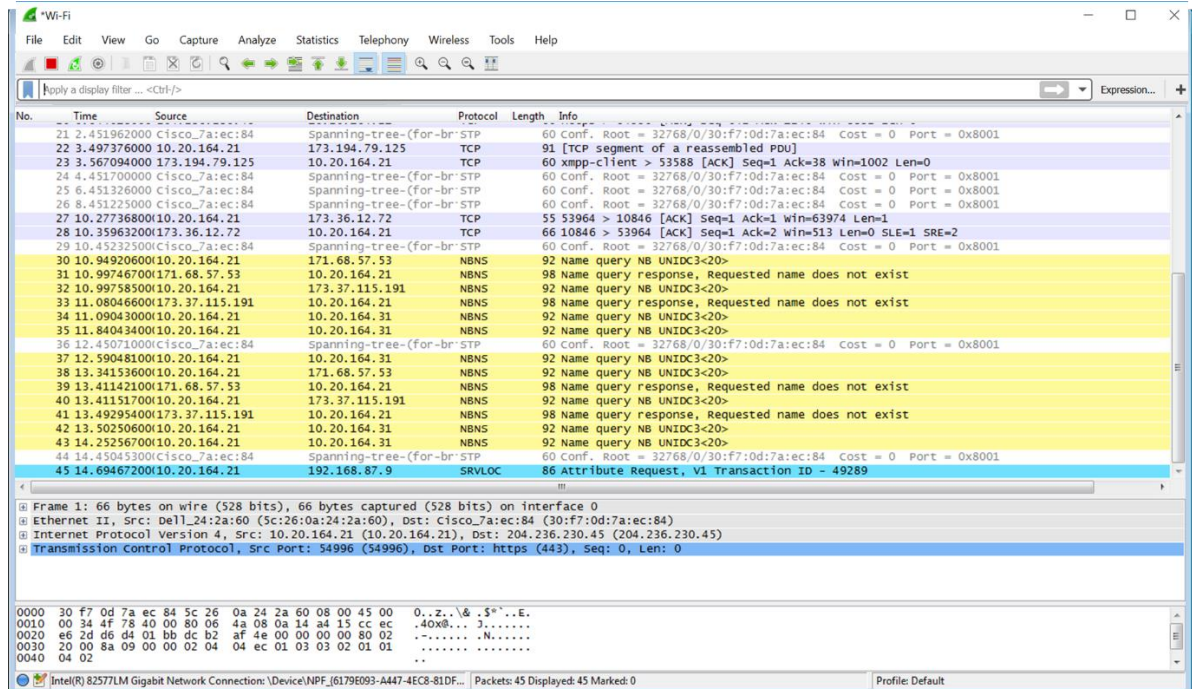 *Wi-Fi
File Edit View Go Capture Analyze Statistics Telephony Wireless Tools Help
Apply a display filter ... <Ctrl-/> Expression... +
No. Time Source Destination Protocol Length Info
21 2.451962000 Cisco_7a:ec:84 Spanning-tree-(for-br STP 60 Conf. Root = 32768/0/30:f7:0d:7a:ec:84 Cost = 0 Port = 0x8001
22 3.497376000 10.20.164.21 173.194.79.125 TCP 91 [TCP segment of a reassembled PDU]
23 3.567094000 173.194.79.125 10.20.164.21 TCP 60 xmpp-client > 53588 [ACK] Seq=1 Ack=38 Win=1002 Len=0
24 4.451700000 Cisco_7a:ec:84 Spanning-tree-(for-br STP 60 Conf. Root = 32768/0/30:f7:0d:7a:ec:84 Cost = 0 Port = 0x8001
25 6.451326000 Cisco_7a:ec:84 Spanning-tree-(for-br STP 60 Conf. Root = 32768/0/30:f7:0d:7a:ec:84 Cost = 0 Port = 0x8001
26 8.451225000 Cisco_7a:ec:84 Spanning-tree-(for-br STP 60 Conf. Root = 32768/0/30:f7:0d:7a:ec:84 Cost = 0 Port = 0x8001
27 10.27736800(10.20.164.21 173.36.12.72 TCP 55 53964 > 10846 [ACK] Seq=1 Ack=1 Win=63974 Len=1
28 10.35963200(173.36.12.72 10.20.164.21 TCP 66 10846 > 53964 [ACK] Seq=1 Ack=2 Win=513 Len=0 SLE=1 SRE=2
29 10.45232500(Cisco_7a:ec:84 Spanning-tree-(for-br STP 60 Conf. Root = 32768/0/30:f7:0d:7a:ec:84 Cost = 0 Port = 0x8001
30 10.94920600(10.20.164.21 171.68.57.53 NBNS 92 Name query NB UNIDC3<20>
31 10.99746700(171.68.57.53 10.20.164.21 NBNS 98 Name query response, Requested name does not exist
32 10.99758500(10.20.164.21 173.37.115.191 NBNS 92 Name query NB UNIDC3<20>
33 11.08046600(173.37.115.191 10.20.164.21 NBNS 98 Name query response, Requested name does not exist
34 11.09043000(10.20.164.21 10.20.164.31 NBNS 92 Name query NB UNIDC3<20>
35 11.84043400(10.20.164.21 10.20.164.31 NBNS 92 Name query NB UNIDC3<20>
36 12.45071000(Cisco_7a:ec:84 Spanning-tree-(for-br STP 60 Conf. Root = 32768/0/30:f7:0d:7a:ec:84 Cost = 0 Port = 0x8001
37 12.59048100(10.20.164.21 10.20.164.31 NBNS 92 Name query NB UNIDC3<20>
38 13.34153600(10.20.164.21 171.68.57.53 NBNS 92 Name query NB UNIDC3<20>
39 13.41142100(171.68.57.53 10.20.164.21 NBNS 98 Name query response, Requested name does not exist
40 13.41151700(10.20.164.21 173.37.115.191 NBNS 92 Name query NB UNIDC3<20>
41 13.49295400(173.37.115.191 10.20.164.21 NBNS 98 Name query response, Requested name does not exist
42 13.50250600(10.20.164.21 10.20.164.31 NBNS 92 Name query NB UNIDC3<20>
43 14.25256700(10.20.164.21 10.20.164.31 NBNS 92 Name query NB UNIDC3<20>
44 14.45045300(Cisco_7a:ec:84 Spanning-tree-(for-br STP 60 Conf. Root = 32768/0/30:f7:0d:7a:ec:84 Cost = 0 Port = 0x8001
45 14.69467200(10.20.164.21 192.168.87.9 SRVLOC 86 Attribute Request, V1 Transaction ID - 49289
Frame 1: 66 bytes on wire (528 bits), 66 bytes captured (528 bits) on interface 0
Ethernet II, Src: Dell_24:2a:60 (5c:26:0a:24:2a:60), Dst: Cisco_7a:ec:84 (30:f7:0d:7a:ec:84)
Internet Protocol Version 4, Src: 10.20.164.21 (10.20.164.21), Dst: 204.236.230.45 (204.236.230.45)
Transmission Control Protocol, Src Port: 54996 (54996), Dst Port: https (443), Seq: 0, Len: 0
0000 30 f7 0d 7a ec 84 5c 26 0a 24 2a 60 08 00 45 00 0..z..\& .$*`..E.
0010 00 34 4f 78 40 00 80 06 4a 08 0a 14 a4 15 cc ec .4Ox@... J.......
0020 e6 2d d6 d4 01 bb dc b2 af 4e 00 00 00 00 80 02 .-...... .N......
0030 20 00 8a 09 00 00 02 04 04 ec 01 03 03 02 01 01 ....... ........
0040 04 02 ..
Intel(R) 82577LM Gigabit Network Connection: \Device\NPF_{6179E093-A447-4EC8-81DF... Packets: 45 Displayed: 45 Marked: 0 Profile: Default